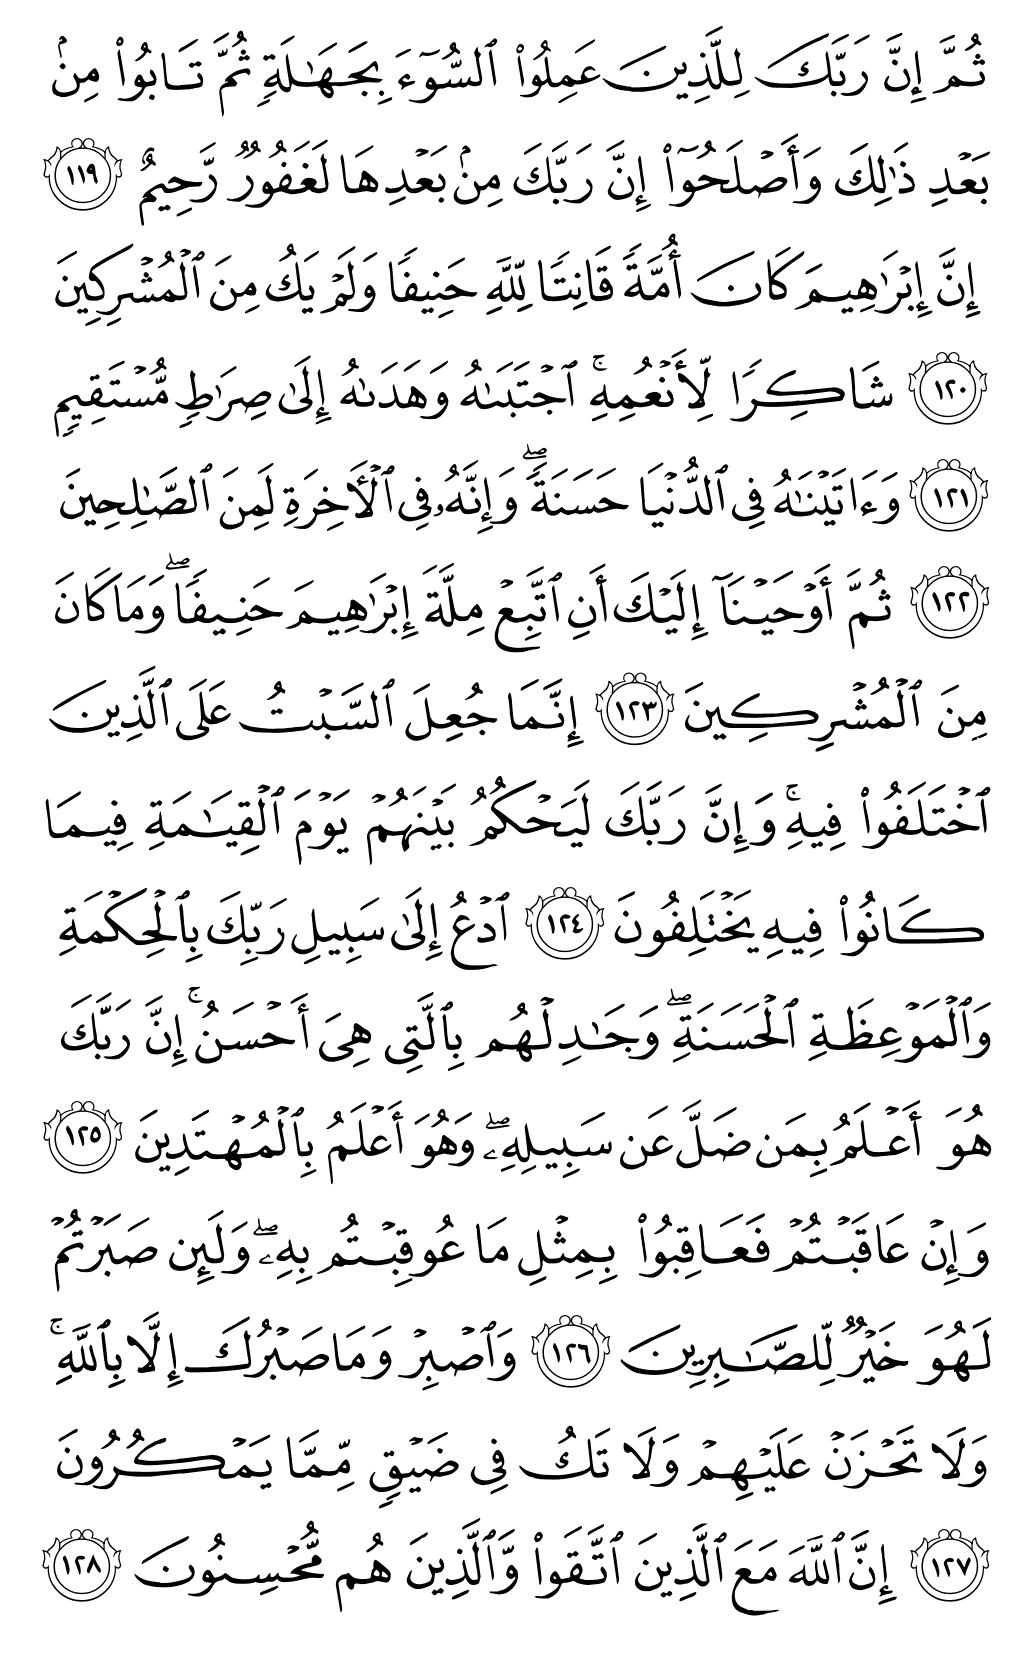 ثُمَّ إِنَّ رَبَّكَ لِلَّذِينَ عَمِلُوا۟ ٱلسُّوٓءَ بِجَهَـٰلَةٍۢ ثُمَّ تَابُوا۟ مِنۢ
بَعْدِ ذَٰلِكَ وَأَصْلَحُوٓا۟ إِنَّ رَبَّكَ مِنۢ بَعْدِهَا لَغَفُورٌۭ رَّحِيمٌ ١١٩
إِنَّ إِبْرَٰهِيمَ كَانَ أُمَّةًۭ قَانِتًۭا لِّلَّهِ حَنِيفًۭا وَلَمْ يَكُ مِنَ ٱلْمُشْرِكِينَ
١٢٠ شَاكِرًۭا لِّأَنْعُمِهِ ۚ ٱجْتَبَىٰهُ وَهَدَىٰهُ إِلَىٰ صِرَٰطٍۢ مُّسْتَقِيمٍۢ
١٢١ وَءَاتَيْنَـٰهُ فِى ٱلدُّنْيَا حَسَنَةًۭ ۖ وَإِنَّهُۥ فِى ٱلْـَٔاخِرَةِ لَمِنَ ٱلصَّـٰلِحِينَ
١٢٢ ثُمَّ أَوْحَيْنَآ إِلَيْكَ أَنِ ٱتَّبِعْ مِلَّةَ إِبْرَٰهِيمَ حَنِيفًۭا ۖ وَمَا كَانَ
مِنَ ٱلْمُشْرِكِينَ ١٢٣ إِنَّمَا جُعِلَ ٱلسَّبْتُ عَلَى ٱلَّذِينَ
ٱخْتَلَفُوا۟ فِيهِ ۚ وَإِنَّ رَبَّكَ لَيَحْكُمُ بَيْنَهُمْ يَوْمَ ٱلْقِيَـٰمَةِ فِيمَا
كَانُوا۟ فِيهِ يَخْتَلِفُونَ ١٢٤ ٱدْعُ إِلَىٰ سَبِيلِ رَبِّكَ بِٱلْحِكْمَةِ
وَٱلْمَوْعِظَةِ ٱلْحَسَنَةِ ۖ وَجَـٰدِلْهُم بِٱلَّتِى هِىَ أَحْسَنُ ۚ إِنَّ رَبَّكَ
هُوَ أَعْلَمُ بِمَن ضَلَّ عَن سَبِيلِهِۦ ۖ وَهُوَ أَعْلَمُ بِٱلْمُهْتَدِينَ ١٢٥
وَإِنْ عَاقَبْتُمْ فَعَاقِبُوا۟ بِمِثْلِ مَا عُوقِبْتُم بِهِۦ ۖ وَلَئِن صَبَرْتُمْ
لَهُوَ خَيْرٌۭ لِّلصَّـٰبِرِينَ ١٢٦ وَٱصْبِرْ وَمَا صَبْرُكَ إِلَّا بِٱللَّهِ ۚ
وَلَا تَحْزَنْ عَلَيْهِمْ وَلَا تَكُ فِى ضَيْقٍۢ مِّمَّا يَمْكُرُونَ
١٢٧ إِنَّ ٱللَّهَ مَعَ ٱلَّذِينَ ٱتَّقَوا۟ وَّٱلَّذِينَ هُم مُّحْسِنُونَ ١٢٨